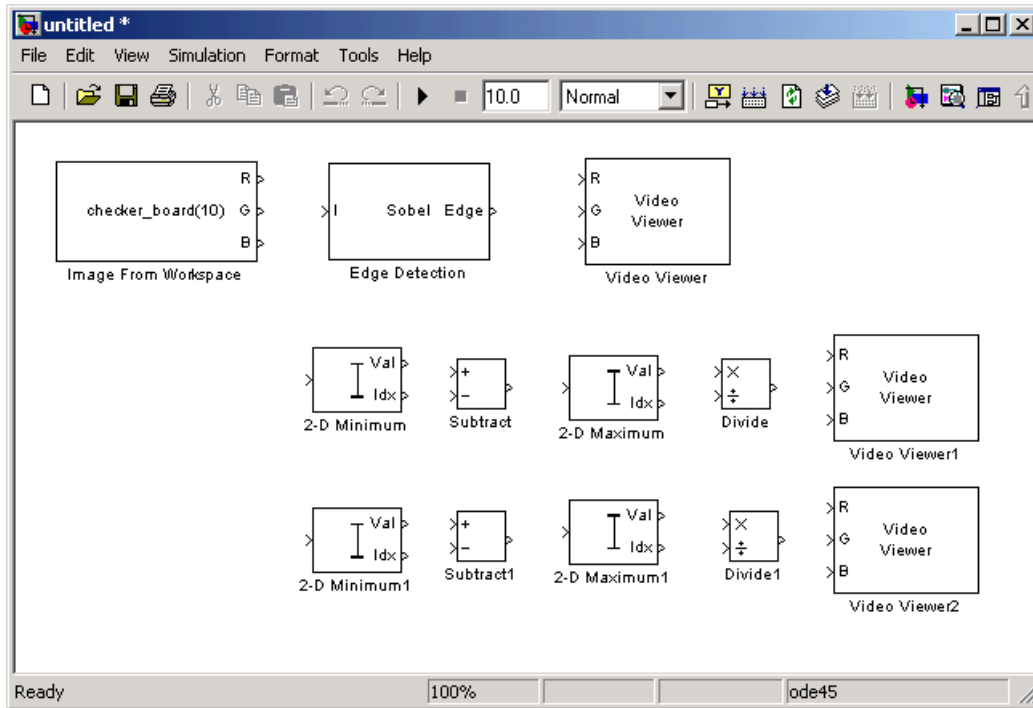 untitled *
File Edit View Simulation Format Tools Help
10.0 Normal
R
checker_board(10) G
B
Image From Workspace
I Sobel Edge
Edge Detection
R
G
B
Video
Viewer
Video Viewer
Val
Idx
2-D Minimum
+
−
Subtract
Val
Idx
2-D Maximum
×
÷
Divide
R
G
B
Video
Viewer
Video Viewer1
Val
Idx
2-D Minimum1
+
−
Subtract1
Val
Idx
2-D Maximum1
×
÷
Divide1
R
G
B
Video
Viewer
Video Viewer2
Ready 100% ode45